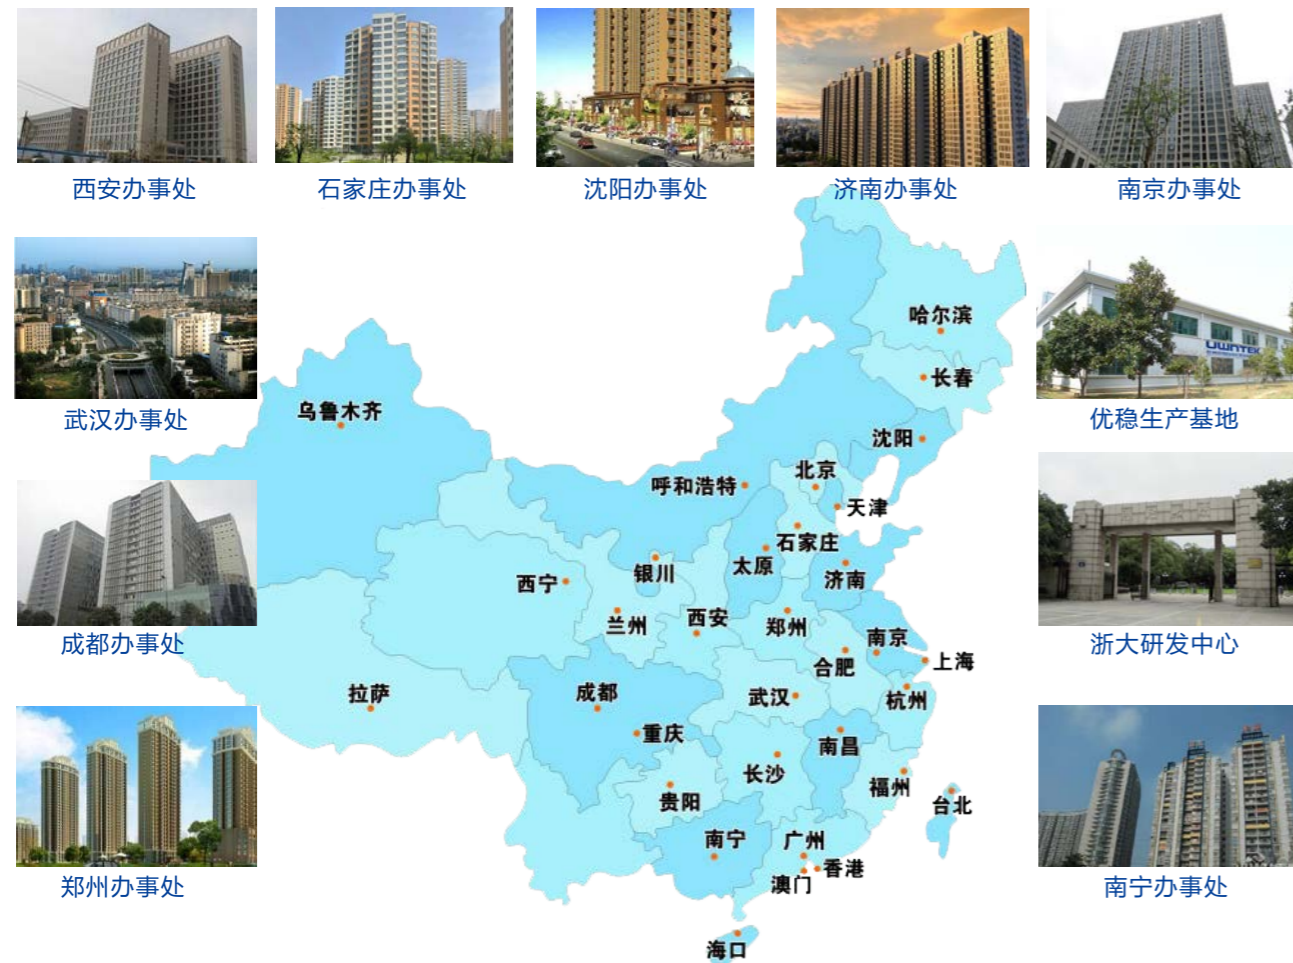 西安办事处
石家庄办事处
沈阳办事处
济南办事处
南京办事处
武汉办事处
UWNTEK
优稳生产基地
成都办事处
浙大研发中心
郑州办事处
南宁办事处
哈尔滨
长春
乌鲁木齐
沈阳
北京
呼和浩特
天津
石家庄
太原
银川
西宁
济南
兰州
西安
郑州
南京
合肥
上海
拉萨
成都
武汉
杭州
重庆
南昌
长沙
福州
贵阳
台北
南宁
广州
香港
澳门
海口